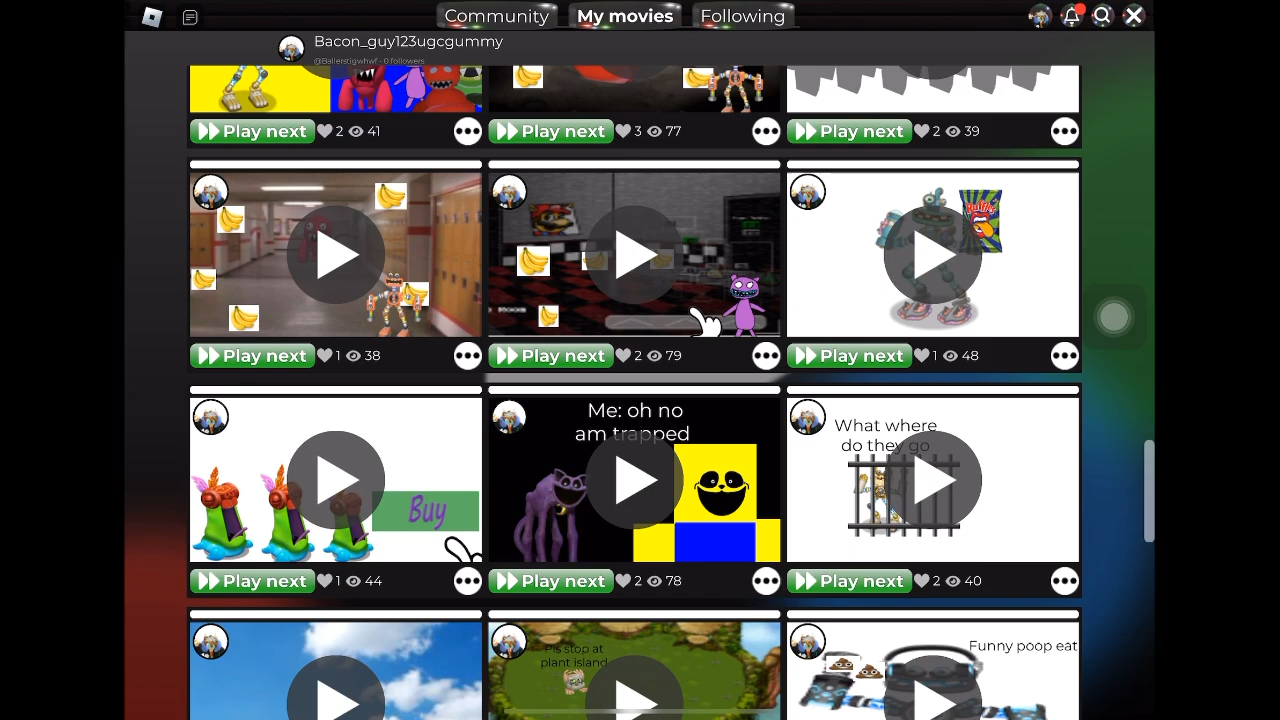 Community
My movies
Following
Bacon_guy123ugcgummy
@Ballerstigwhwf - 0 followers
Play next 2 41
Play next 3 77
Play next 2 39
Ruffles
Play next 1 38
Play next 2 79
Play next 1 48
Buy
Me: oh no
am trapped
What where
do they go
Play next 1 44
Play next 2 78
Play next 2 40
Pls stop at
plant island
Funny poop eat